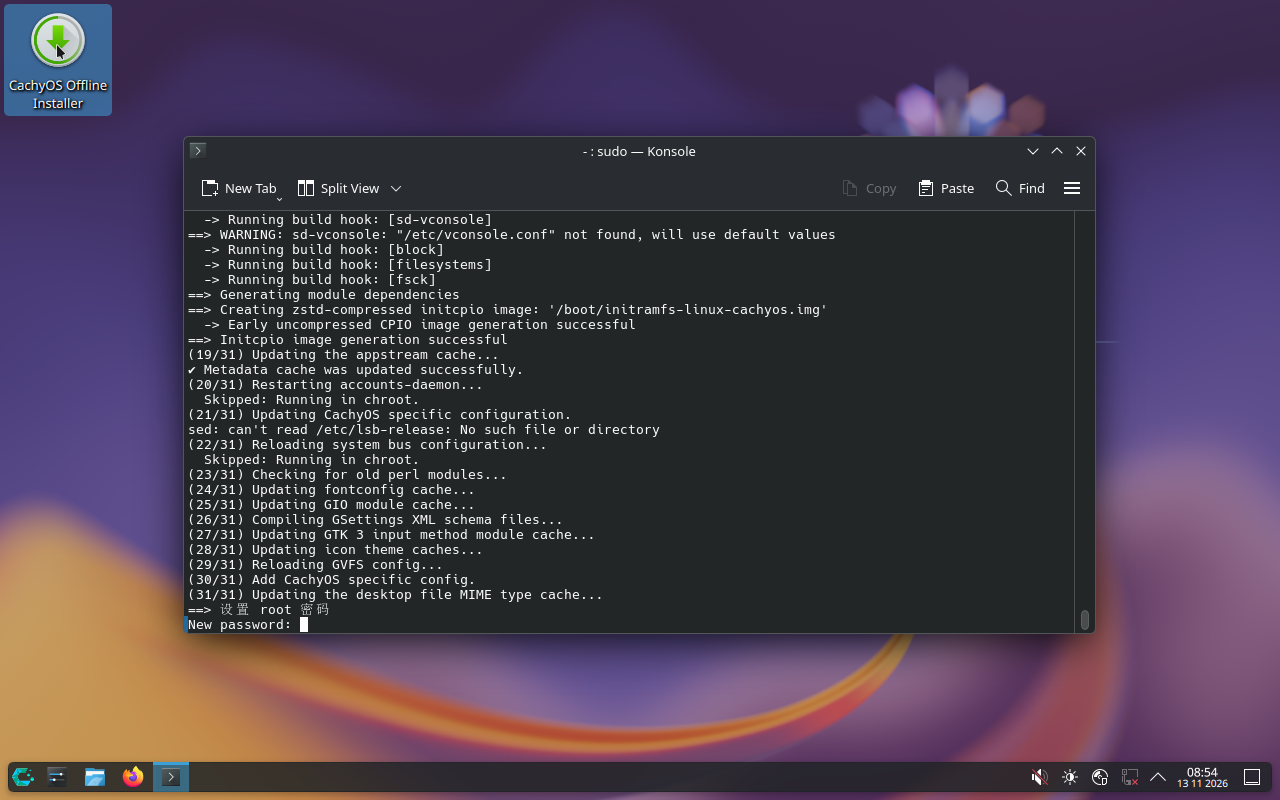 CachyOS Offline
Installer
- : sudo — Konsole
New Tab
Split View
Copy
Paste
Find
-> Running build hook: [sd-vconsole]
==> WARNING: sd-vconsole: "/etc/vconsole.conf" not found, will use default values
-> Running build hook: [block]
-> Running build hook: [filesystems]
-> Running build hook: [fsck]
==> Generating module dependencies
==> Creating zstd-compressed initcpio image: '/boot/initramfs-linux-cachyos.img'
-> Early uncompressed CPIO image generation successful
==> Initcpio image generation successful
(19/31) Updating the appstream cache...
✔ Metadata cache was updated successfully.
(20/31) Restarting accounts-daemon...
Skipped: Running in chroot.
(21/31) Updating CachyOS specific configuration.
sed: can't read /etc/lsb-release: No such file or directory
(22/31) Reloading system bus configuration...
Skipped: Running in chroot.
(23/31) Checking for old perl modules...
(24/31) Updating fontconfig cache...
(25/31) Updating GIO module cache...
(26/31) Compiling GSettings XML schema files...
(27/31) Updating GTK 3 input method module cache...
(28/31) Updating icon theme caches...
(29/31) Reloading GVFS config...
(30/31) Add CachyOS specific config.
(31/31) Updating the desktop file MIME type cache...
==> 设置 root 密码
New password:
08:54
13 11 2026